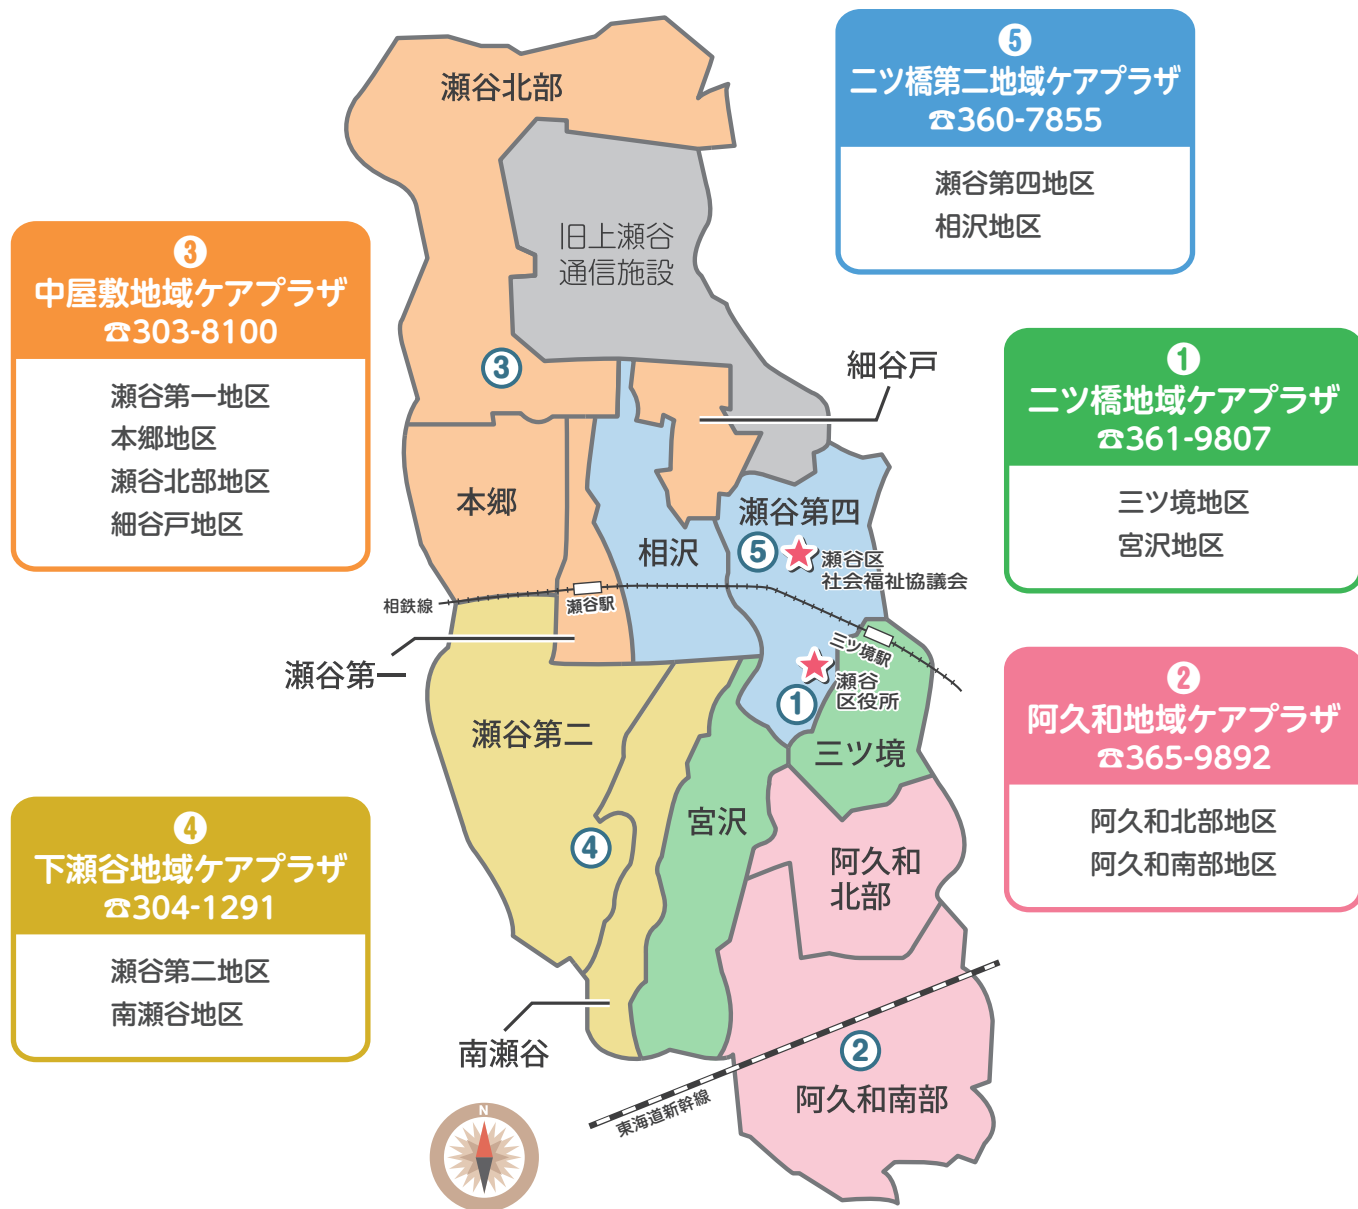 ❺
二ツ橋第二地域ケアプラザ
☎360-7855
瀬谷第四地区
相沢地区
❸
中屋敷地域ケアプラザ
☎303-8100
瀬谷第一地区
本郷地区
瀬谷北部地区
細谷戸地区
❶
二ツ橋地域ケアプラザ
☎361-9807
三ツ境地区
宮沢地区
❷
阿久和地域ケアプラザ
☎365-9892
阿久和北部地区
阿久和南部地区
❹
下瀬谷地域ケアプラザ
☎304-1291
瀬谷第二地区
南瀬谷地区
瀬谷北部
旧上瀬谷
通信施設
③
細谷戸
本郷
相沢
瀬谷第四
⑤
瀬谷区
社会福祉協議会
相鉄線
瀬谷駅
三ツ境駅
瀬谷第一
瀬谷
区役所
①
瀬谷第二
三ツ境
宮沢
④
阿久和
北部
南瀬谷
②
阿久和南部
東海道新幹線
N